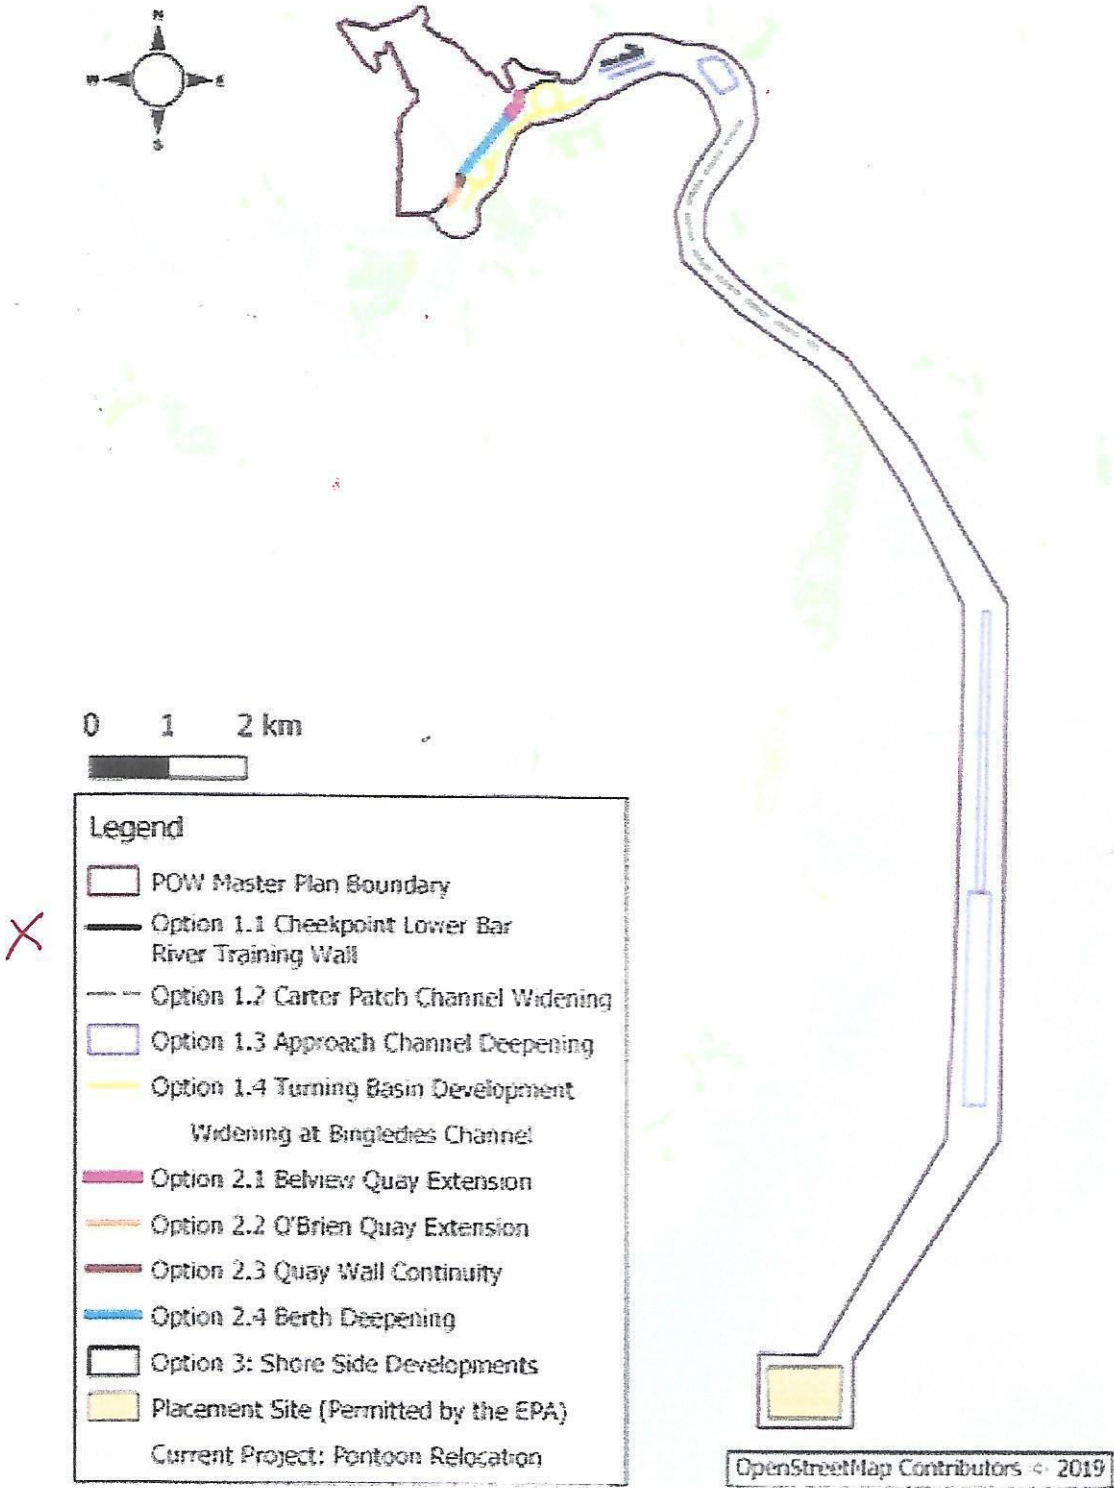 N
W E
S
0 1 2 km
Legend
POW Master Plan Boundary
Option 1.1 Cheekpoint Lower Bar
River Training Wall
Option 1.2 Carter Patch Channel Widening
Option 1.3 Approach Channel Deepening
Option 1.4 Turning Basin Development
Widening at Bingledies Channel
Option 2.1 Belview Quay Extension
Option 2.2 O'Brien Quay Extension
Option 2.3 Quay Wall Continuity
Option 2.4 Berth Deepening
Option 3: Shore Side Developments
Placement Site (Permitted by the EPA)
Current Project: Pontoon Relocation
OpenStreetMap Contributors © 2019